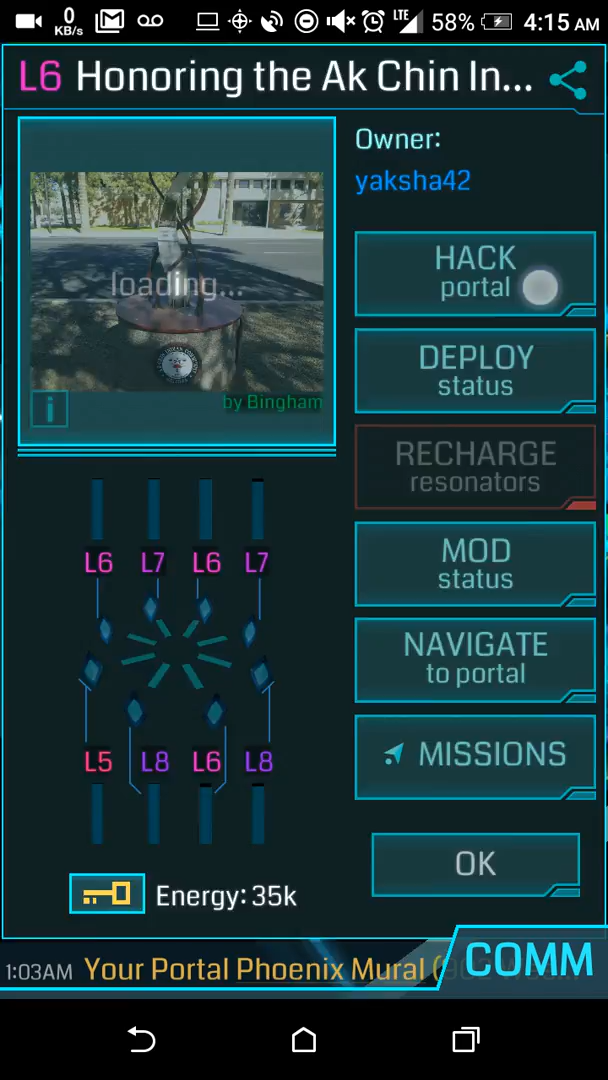 0 KB/s LTE 58% 4:15 AM
L6 Honoring the Ak Chin In...
Owner:
yaksha42
loading...
by Bingham
i
HACK
portal
DEPLOY
status
RECHARGE
resonators
MOD
status
NAVIGATE
to portal
MISSIONS
OK
L6 L7 L6 L7
L5 L8 L6 L8
Energy: 35k
1:03AM Your Portal Phoenix Mural (
COMM